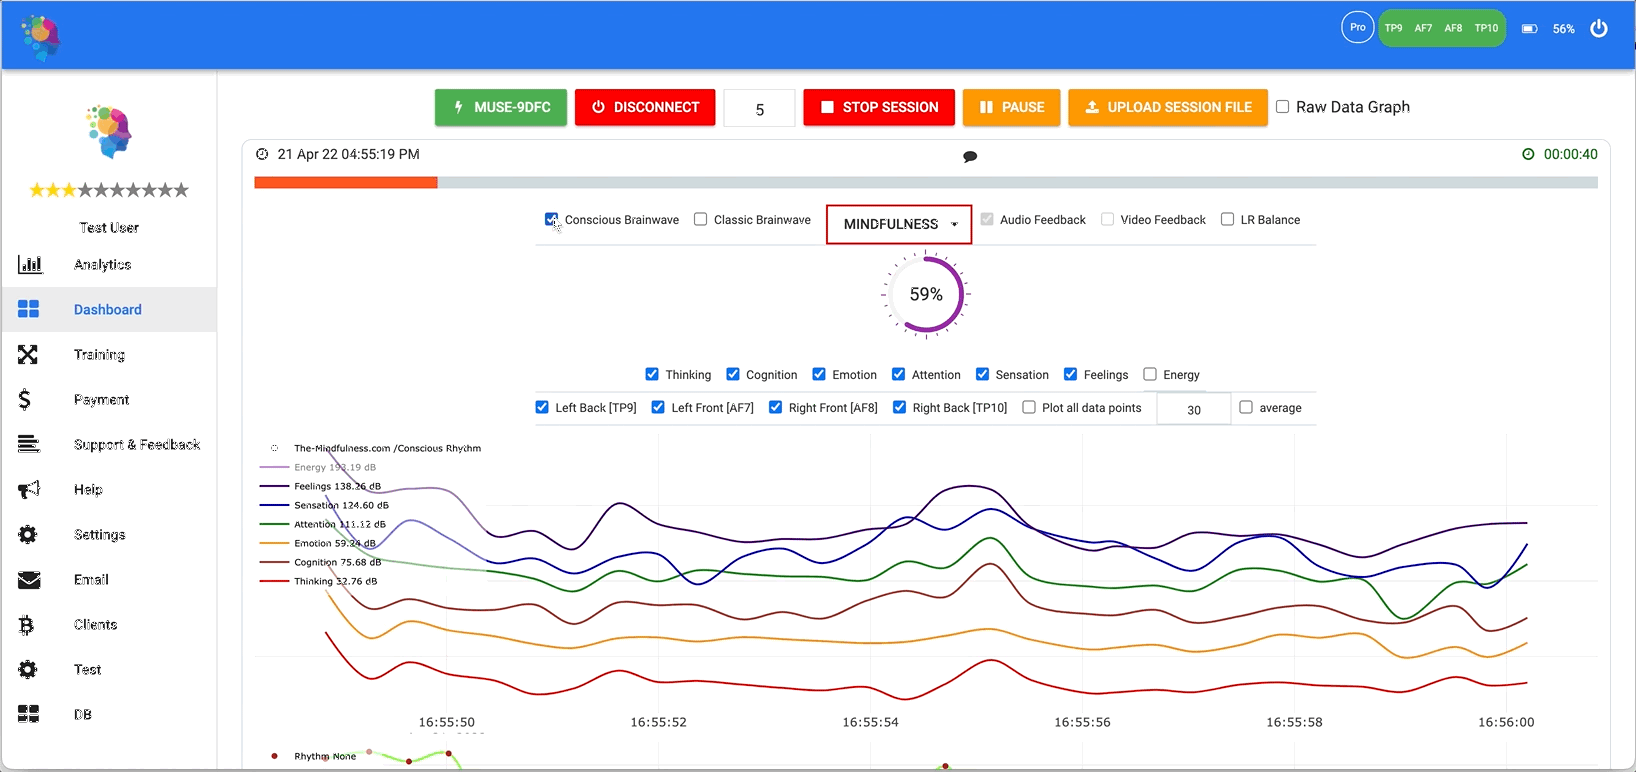 Pro TP9 AF7 AF8 TP10 56%
MUSE-9DFC DISCONNECT 5 STOP SESSION PAUSE UPLOAD SESSION FILE Raw Data Graph
21 Apr 22 04:55:19 PM 00:00:40
Test User
Analytics
Dashboard
Training
Payment
Support & Feedback
Help
Settings
Email
Clients
Test
DB
Conscious Brainwave Classic Brainwave MINDFULNESS Audio Feedback Video Feedback LR Balance
59%
Thinking Cognition Emotion Attention Sensation Feelings Energy
Left Back [TP9] Left Front [AF7] Right Front [AF8] Right Back [TP10] Plot all data points 30 average
The-Mindfulness.com /Conscious Rhythm
Energy 193.19 dB
Feelings 138.26 dB
Sensation 124.60 dB
Attention 111.12 dB
Emotion 59.24 dB
Cognition 75.68 dB
Thinking 32.76 dB
16:55:50 16:55:52 16:55:54 16:55:56 16:55:58 16:56:00
Rhythm None